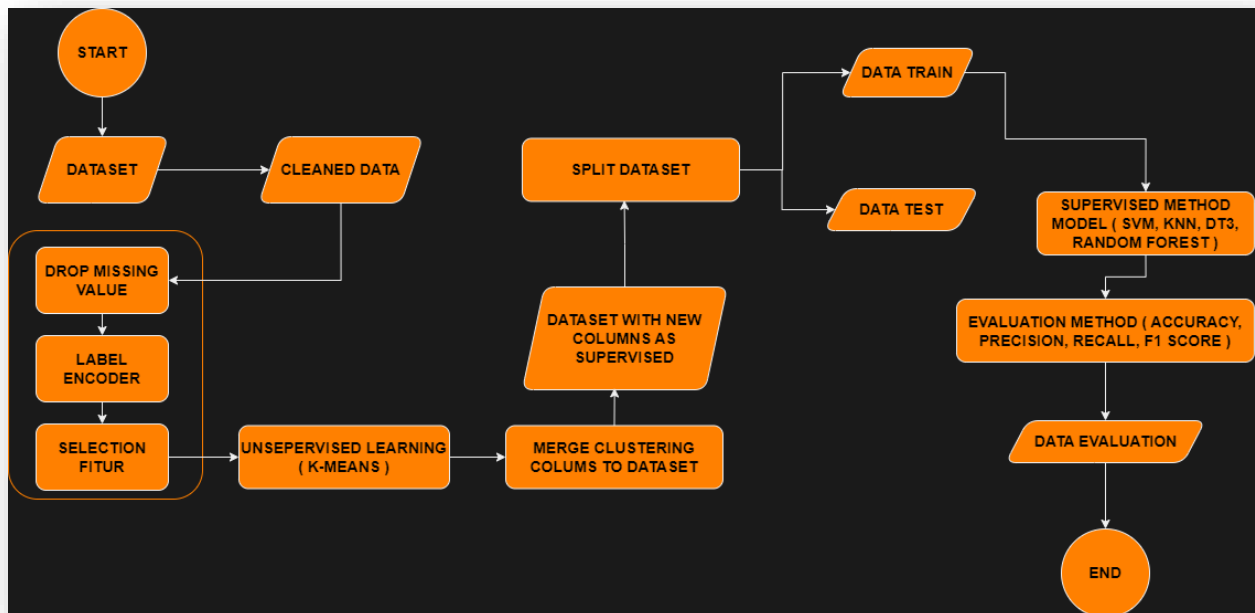 START
DATASET
CLEANED DATA
DROP MISSING
VALUE
LABEL
ENCODER
SELECTION
FITUR
UNSEPERVISED LEARNING
( K-MEANS )
MERGE CLUSTERING
COLUMS TO DATASET
DATASET WITH NEW
COLUMNS AS
SUPERVISED
SPLIT DATASET
DATA TRAIN
DATA TEST
SUPERVISED METHOD
MODEL ( SVM, KNN, DT3,
RANDOM FOREST )
EVALUATION METHOD ( ACCURACY,
PRECISION, RECALL, F1 SCORE )
DATA EVALUATION
END